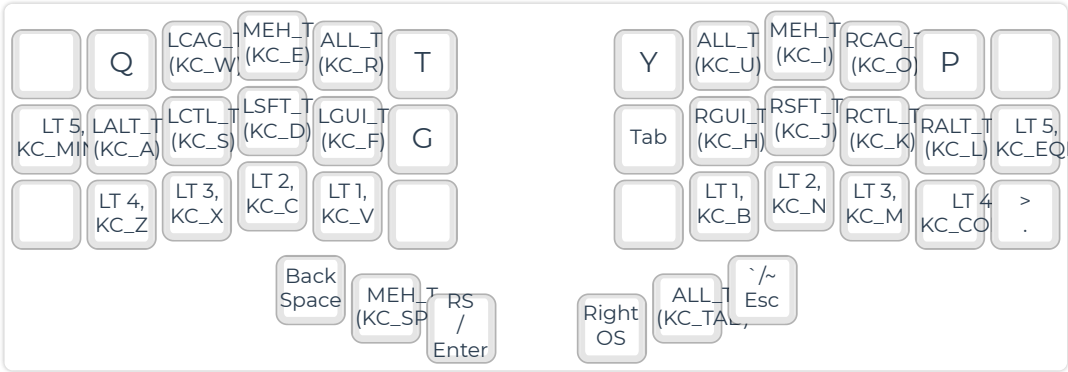 Q
LCAG_T
(KC_W)
MEH_T
(KC_E)
ALL_T
(KC_R)
T
Y
ALL_T
(KC_U)
MEH_T
(KC_I)
RCAG_T
(KC_O)
P
LT 5,
KC_MIN
LALT_T
(KC_A)
LCTL_T
(KC_S)
LSFT_T
(KC_D)
LGUI_T
(KC_F)
G
Tab
RGUI_T
(KC_H)
RSFT_T
(KC_J)
RCTL_T
(KC_K)
RALT_T
(KC_L)
LT 5,
KC_EQL
LT 4,
KC_Z
LT 3,
KC_X
LT 2,
KC_C
LT 1,
KC_V
LT 1,
KC_B
LT 2,
KC_N
LT 3,
KC_M
LT 4
KC_CO
>
.
Back
Space
MEH_T
(KC_SP
RS
/
Enter
Right
OS
ALL_T
(KC_TAB)
`/~
Esc